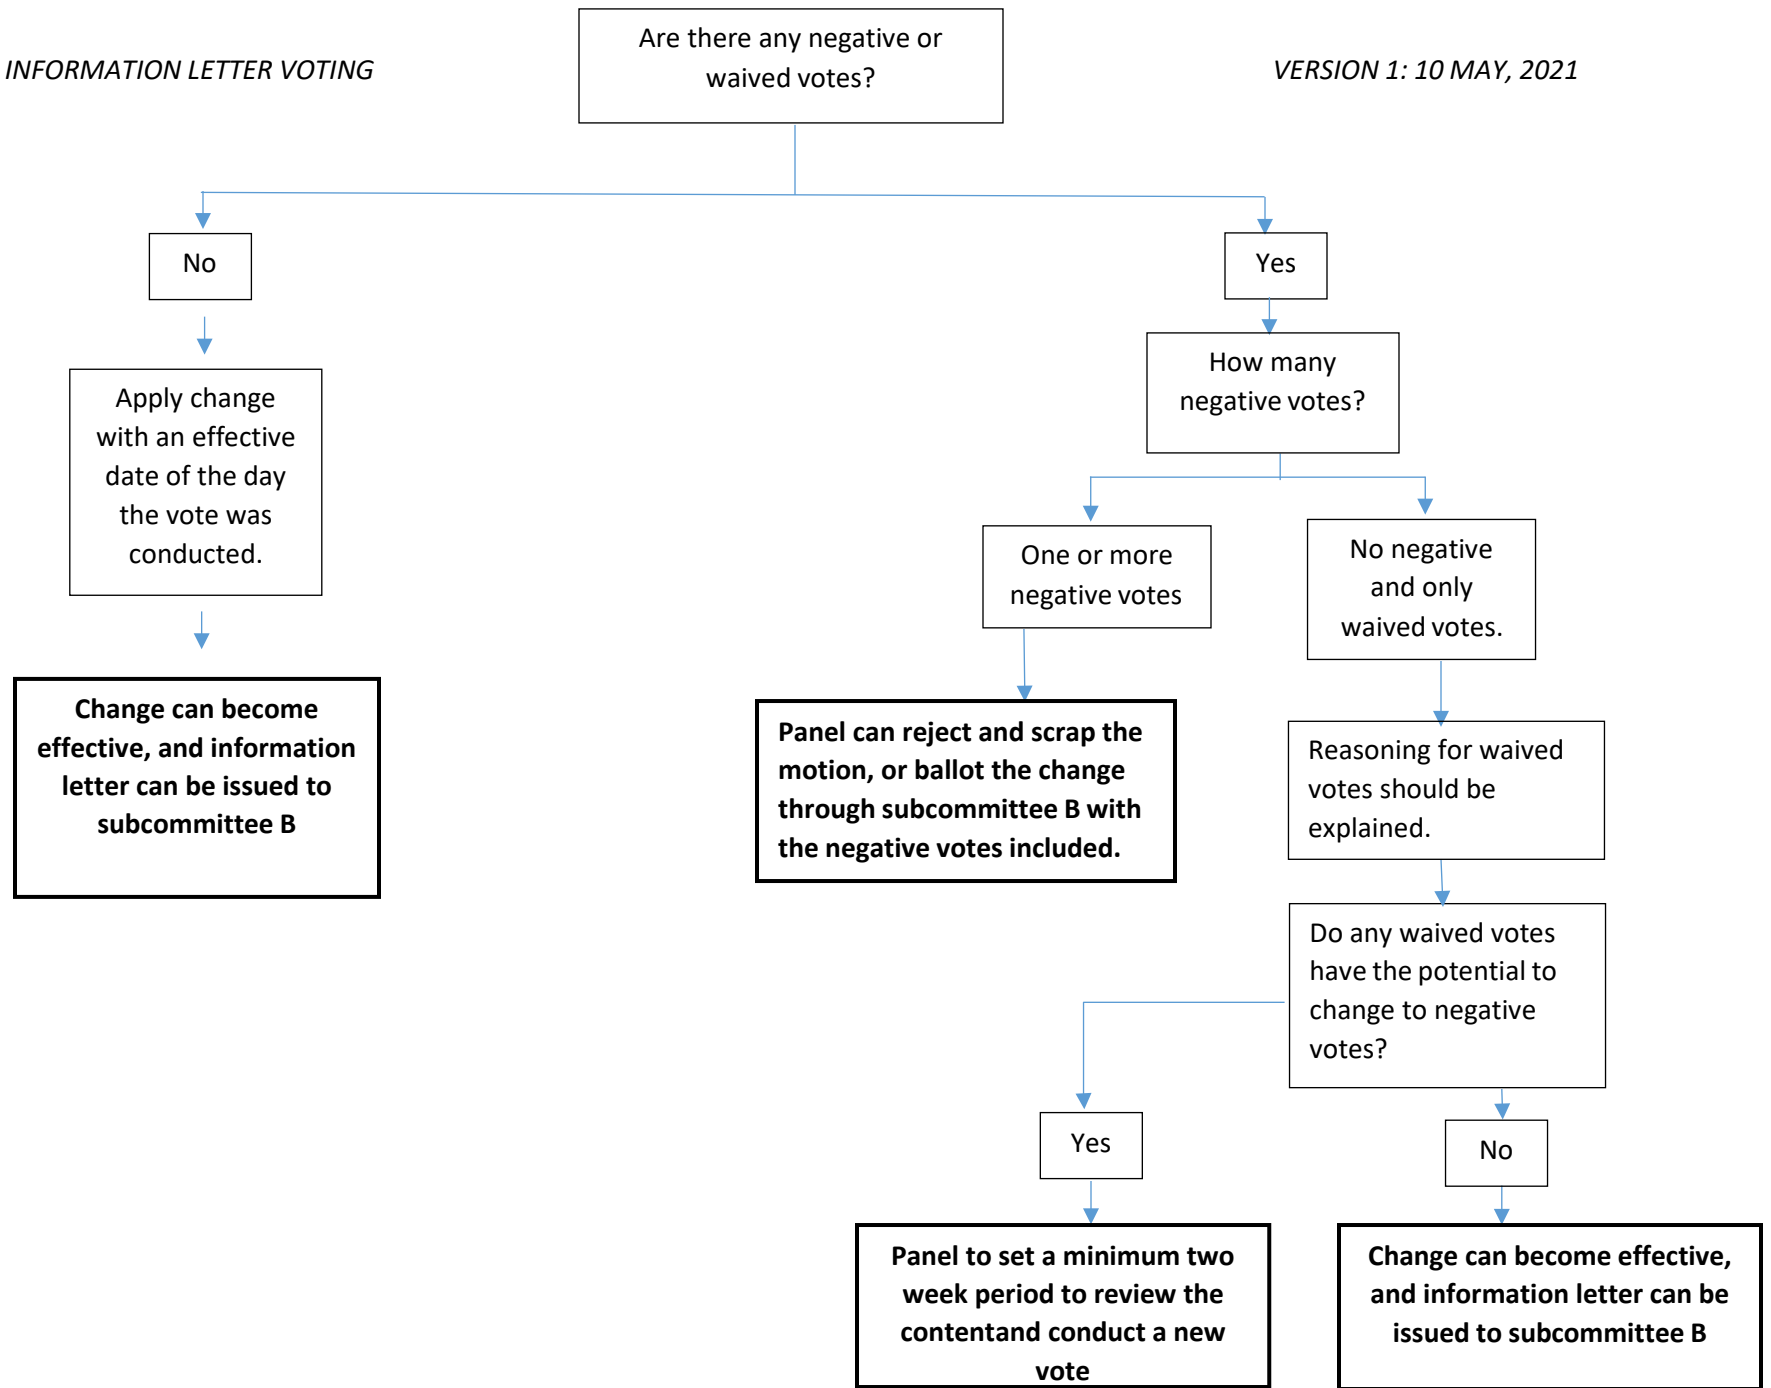 Are there any negative or
waived votes?
INFORMATION LETTER VOTING
VERSION 1: 10 MAY, 2021
No
Yes
Apply change
with an effective
date of the day
the vote was
conducted.
Change can become
effective, and information
letter can be issued to
subcommittee B
How many
negative votes?
One or more
negative votes
No negative
and only
waived votes.
Panel can reject and scrap the
motion, or ballot the change
through subcommittee B with
the negative votes included.
Reasoning for waived
votes should be
explained.
Do any waived votes
have the potential to
change to negative
votes?
Yes
No
Panel to set a minimum two
week period to review the
contentand conduct a new
vote
Change can become effective,
and information letter can be
issued to subcommittee B